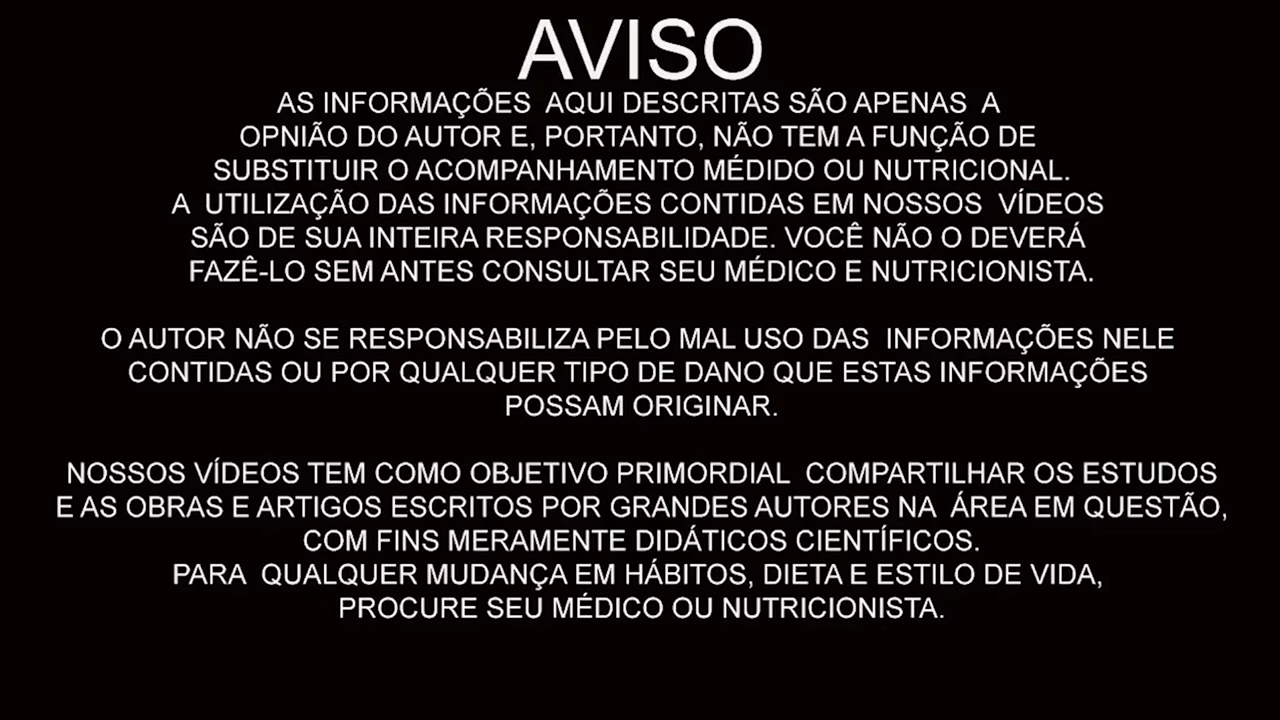 AVISO
AS INFORMAÇÕES AQUI DESCRITAS SÃO APENAS A
OPNIÃO DO AUTOR E, PORTANTO, NÃO TEM A FUNÇÃO DE
SUBSTITUIR O ACOMPANHAMENTO MÉDIDO OU NUTRICIONAL.
A UTILIZAÇÃO DAS INFORMAÇÕES CONTIDAS EM NOSSOS VÍDEOS
SÃO DE SUA INTEIRA RESPONSABILIDADE. VOCÊ NÃO O DEVERÁ
FAZÊ-LO SEM ANTES CONSULTAR SEU MÉDICO E NUTRICIONISTA.
O AUTOR NÃO SE RESPONSABILIZA PELO MAL USO DAS INFORMAÇÕES NELE
CONTIDAS OU POR QUALQUER TIPO DE DANO QUE ESTAS INFORMAÇÕES
POSSAM ORIGINAR.
NOSSOS VÍDEOS TEM COMO OBJETIVO PRIMORDIAL COMPARTILHAR OS ESTUDOS
E AS OBRAS E ARTIGOS ESCRITOS POR GRANDES AUTORES NA ÁREA EM QUESTÃO,
COM FINS MERAMENTE DIDÁTICOS CIENTÍFICOS.
PARA QUALQUER MUDANÇA EM HÁBITOS, DIETA E ESTILO DE VIDA,
PROCURE SEU MÉDICO OU NUTRICIONISTA.